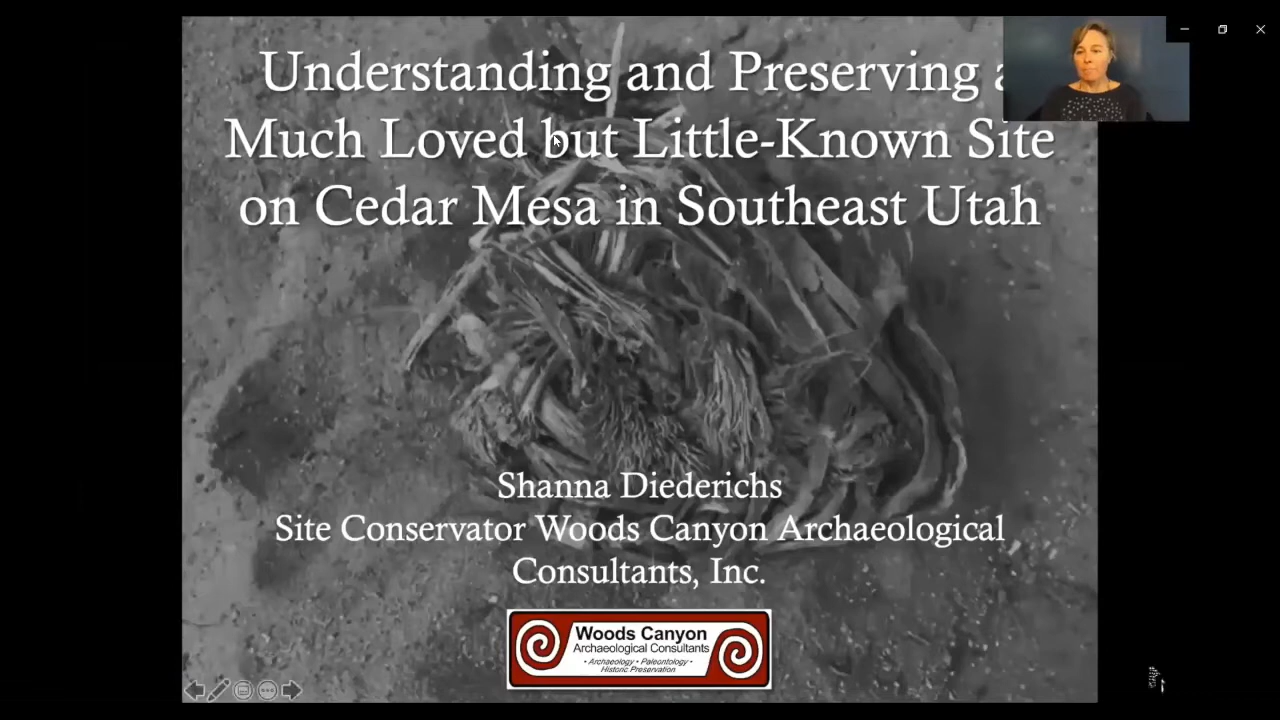 Understanding and Preserving a
Much Loved but Little-Known Site
on Cedar Mesa in Southeast Utah
Shanna Diederichs
Site Conservator Woods Canyon Archaeological
Consultants, Inc.
Woods Canyon
Archaeological Consultants
• Archaeology • Paleontology •
Historic Preservation